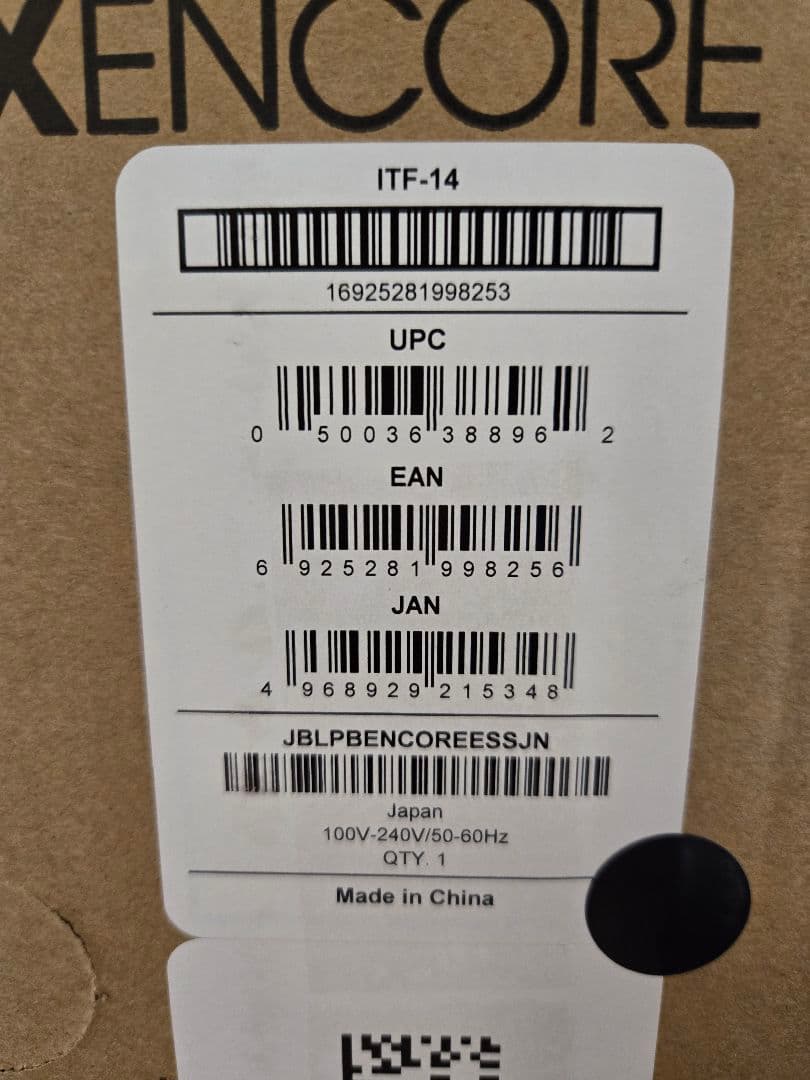 XENCORE
ITF-14
16925281998253
UPC
0 50036 38896 2
EAN
6 925281 998256
JAN
4 968929 215348
JBLPBENCOREESSJN
Japan
100V-240V/50-60Hz
QTY. 1
Made in China